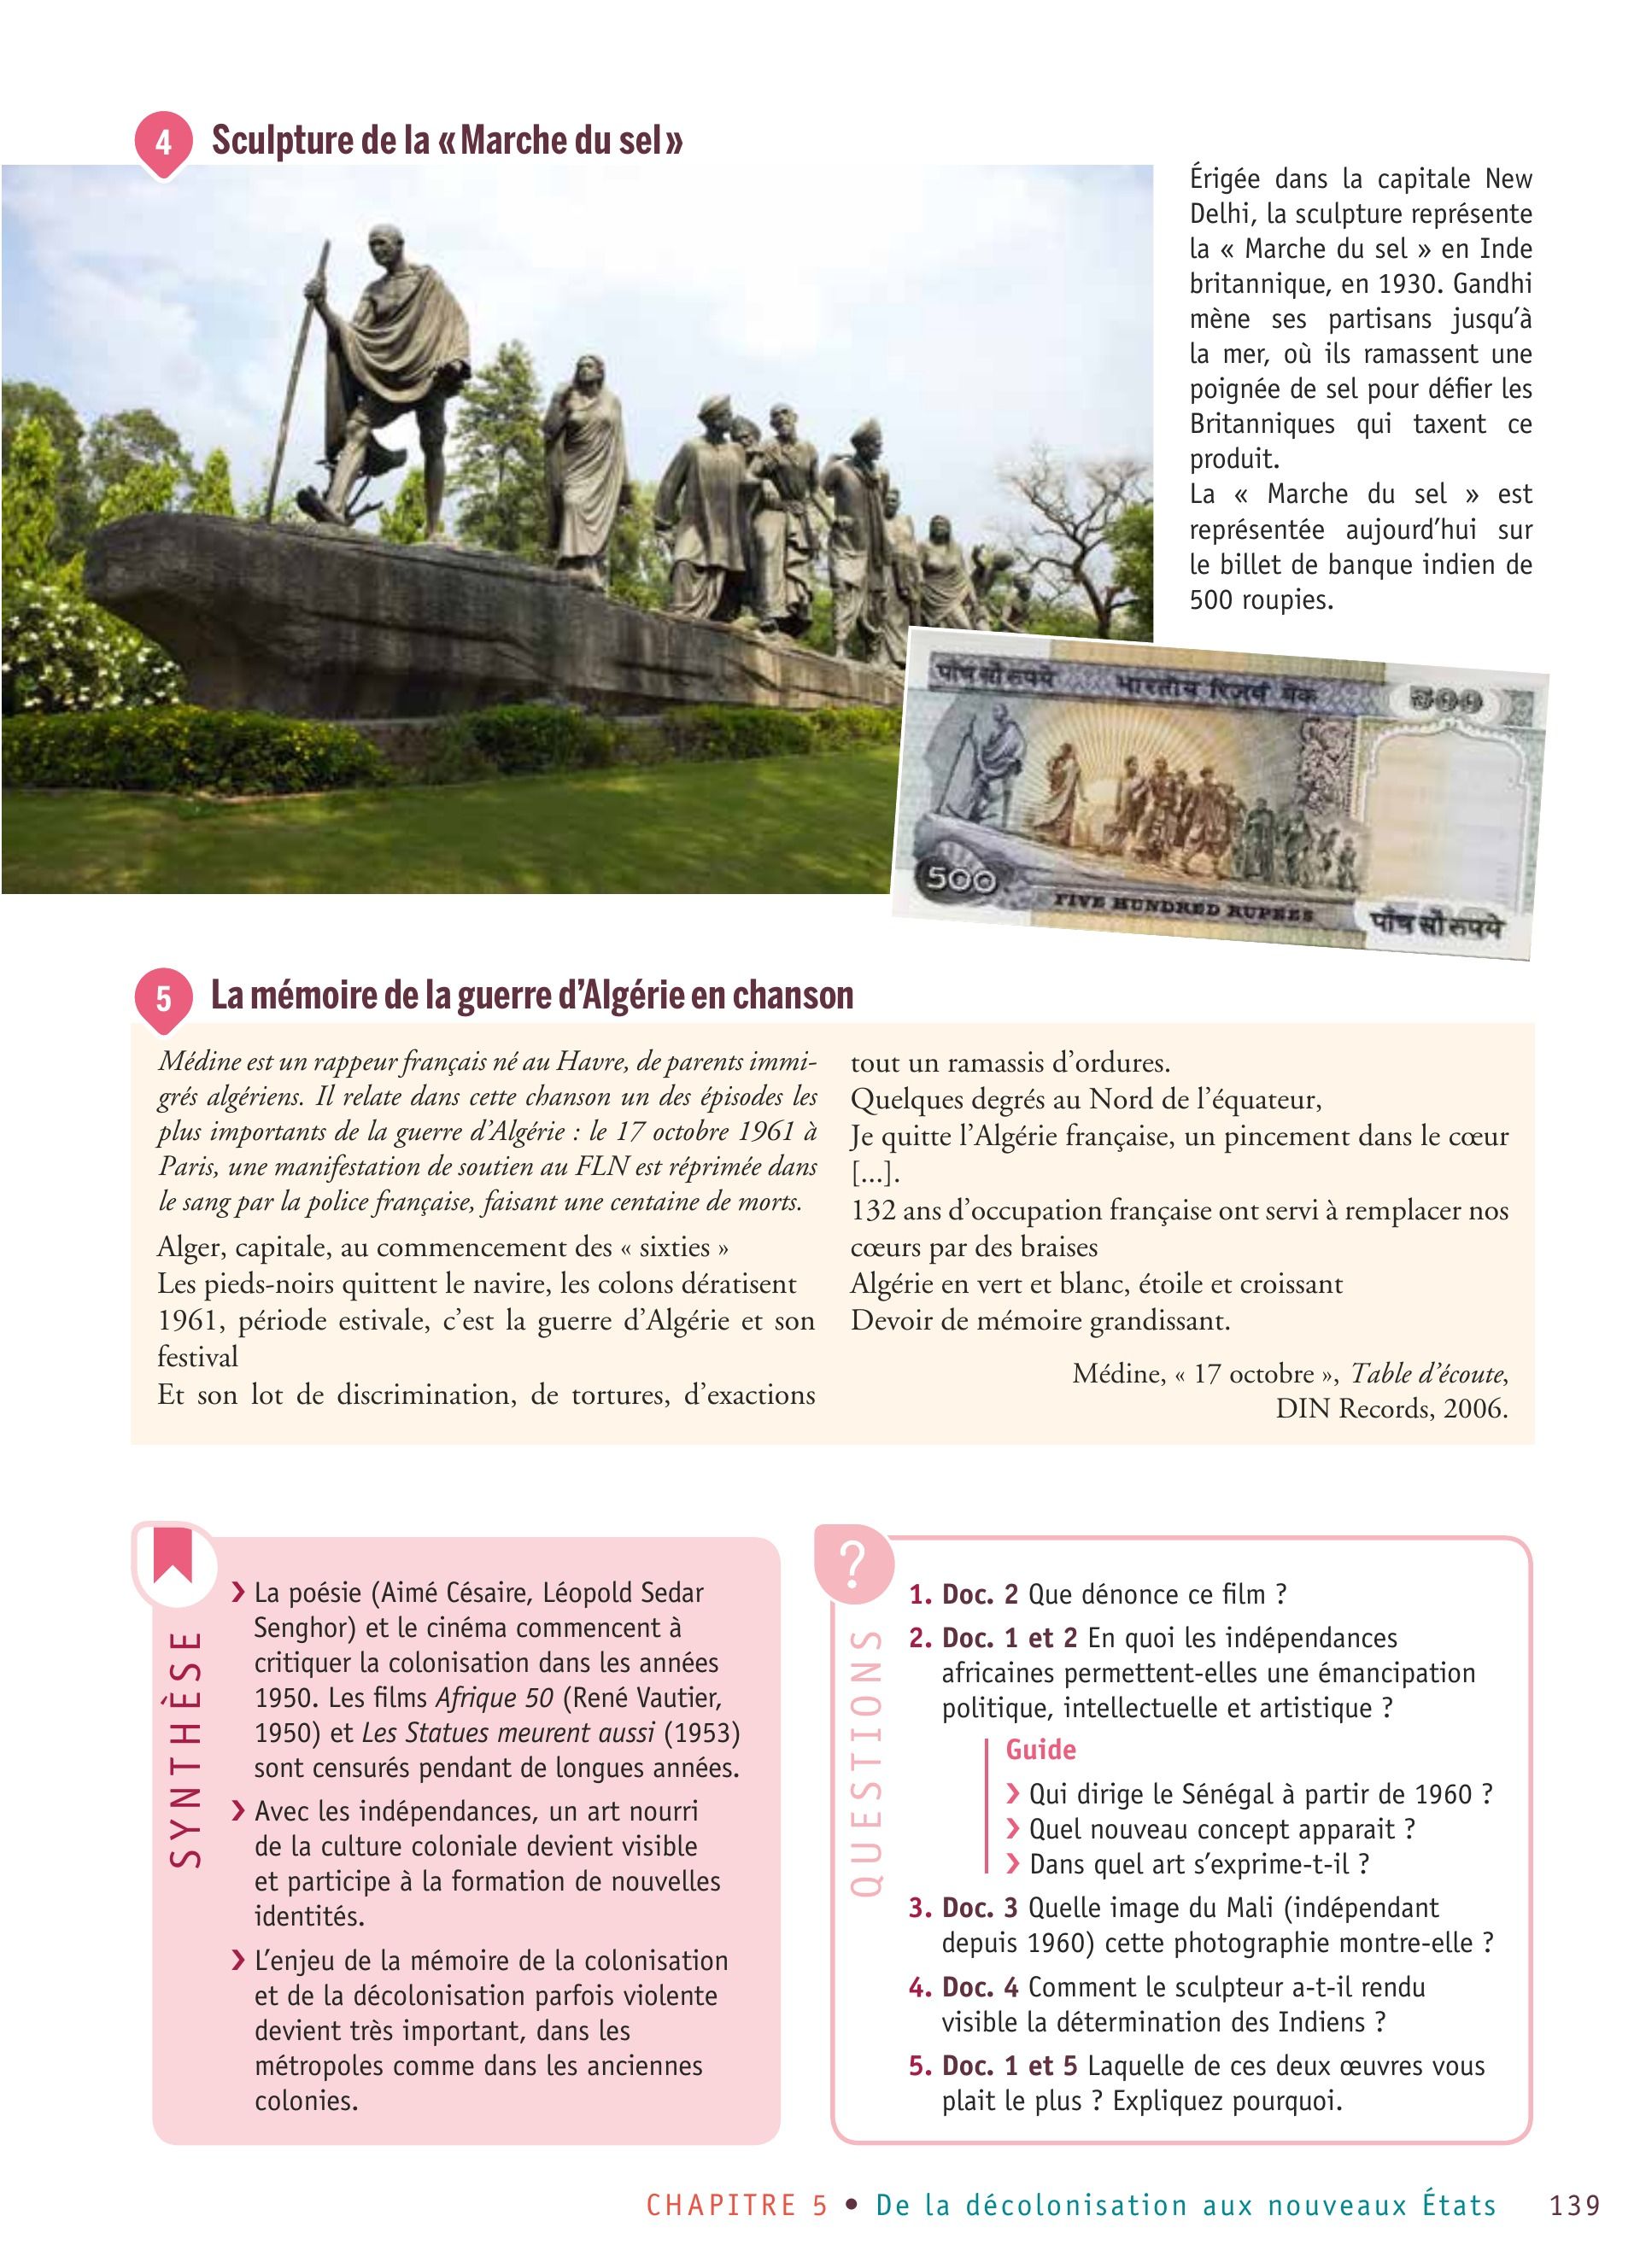 4
Sculpture de la « Marche du sel »
Érigée dans la capitale New
Delhi, la sculpture représente
la « Marche du sel » en Inde
britannique, en 1930. Gandhi
mène ses partisans jusqu’à
la mer, où ils ramassent une
poignée de sel pour défier les
Britanniques qui taxent ce
produit.
La « Marche du sel » est
représentée aujourd’hui sur
le billet de banque indien de
500 roupies.
पाँच सौ रुपये भारतीय रिज़र्व बैंक 500
500
FIVE HUNDRED RUPEES
पाँच सौ रुपये
5
La mémoire de la guerre d’Algérie en chanson
Médine est un rappeur français né au Havre, de parents immi-
grés algériens. Il relate dans cette chanson un des épisodes les
plus importants de la guerre d’Algérie : le 17 octobre 1961 à
Paris, une manifestation de soutien au FLN est réprimée dans
le sang par la police française, faisant une centaine de morts.
Alger, capitale, au commencement des « sixties »
Les pieds-noirs quittent le navire, les colons dératisent
1961, période estivale, c’est la guerre d’Algérie et son
festival
Et son lot de discrimination, de tortures, d’exactions
tout un ramassis d’ordures.
Quelques degrés au Nord de l’équateur,
Je quitte l’Algérie française, un pincement dans le cœur
[...].
132 ans d’occupation française ont servi à remplacer nos
cœurs par des braises
Algérie en vert et blanc, étoile et croissant
Devoir de mémoire grandissant.
Médine, « 17 octobre », Table d’écoute,
DIN Records, 2006.
SYNTHÈSE
› La poésie (Aimé Césaire, Léopold Sedar
Senghor) et le cinéma commencent à
critiquer la colonisation dans les années
1950. Les films Afrique 50 (René Vautier,
1950) et Les Statues meurent aussi (1953)
sont censurés pendant de longues années.
› Avec les indépendances, un art nourri
de la culture coloniale devient visible
et participe à la formation de nouvelles
identités.
› L’enjeu de la mémoire de la colonisation
et de la décolonisation parfois violente
devient très important, dans les
métropoles comme dans les anciennes
colonies.
?
QUESTIONS
1. Doc. 2 Que dénonce ce film ?
2. Doc. 1 et 2 En quoi les indépendances
africaines permettent-elles une émancipation
politique, intellectuelle et artistique ?
Guide
› Qui dirige le Sénégal à partir de 1960 ?
› Quel nouveau concept apparait ?
› Dans quel art s’exprime-t-il ?
3. Doc. 3 Quelle image du Mali (indépendant
depuis 1960) cette photographie montre-elle ?
4. Doc. 4 Comment le sculpteur a-t-il rendu
visible la détermination des Indiens ?
5. Doc. 1 et 5 Laquelle de ces deux œuvres vous
plait le plus ? Expliquez pourquoi.
CHAPITRE 5 • De la décolonisation aux nouveaux États 139